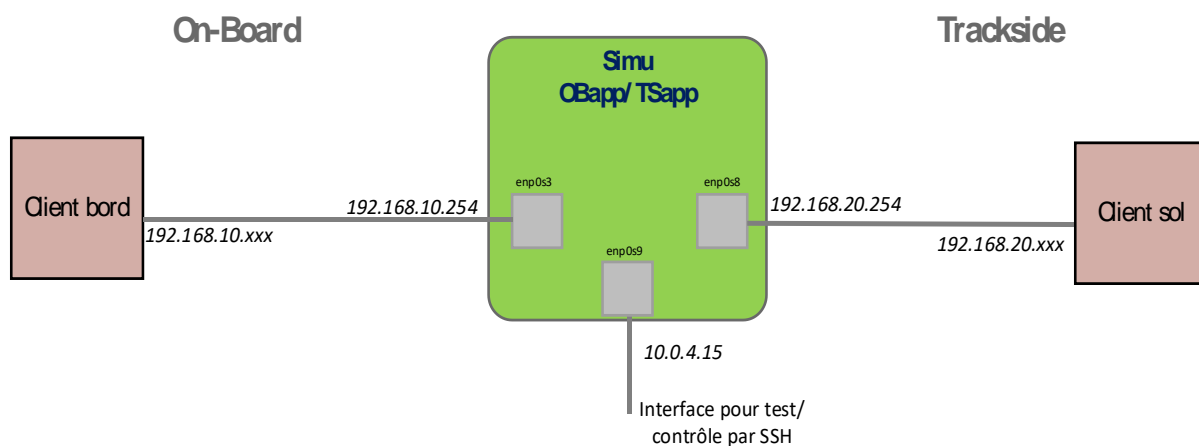 On-Board
Trackside
Simu
OBapp/ TSapp
enp0s3
enp0s8
Client bord
192.168.10.254
192.168.20.254
Client sol
192.168.10.xxx
192.168.20.xxx
enp0s9
10.0.4.15
Interface pour test/
contrôle par SSH